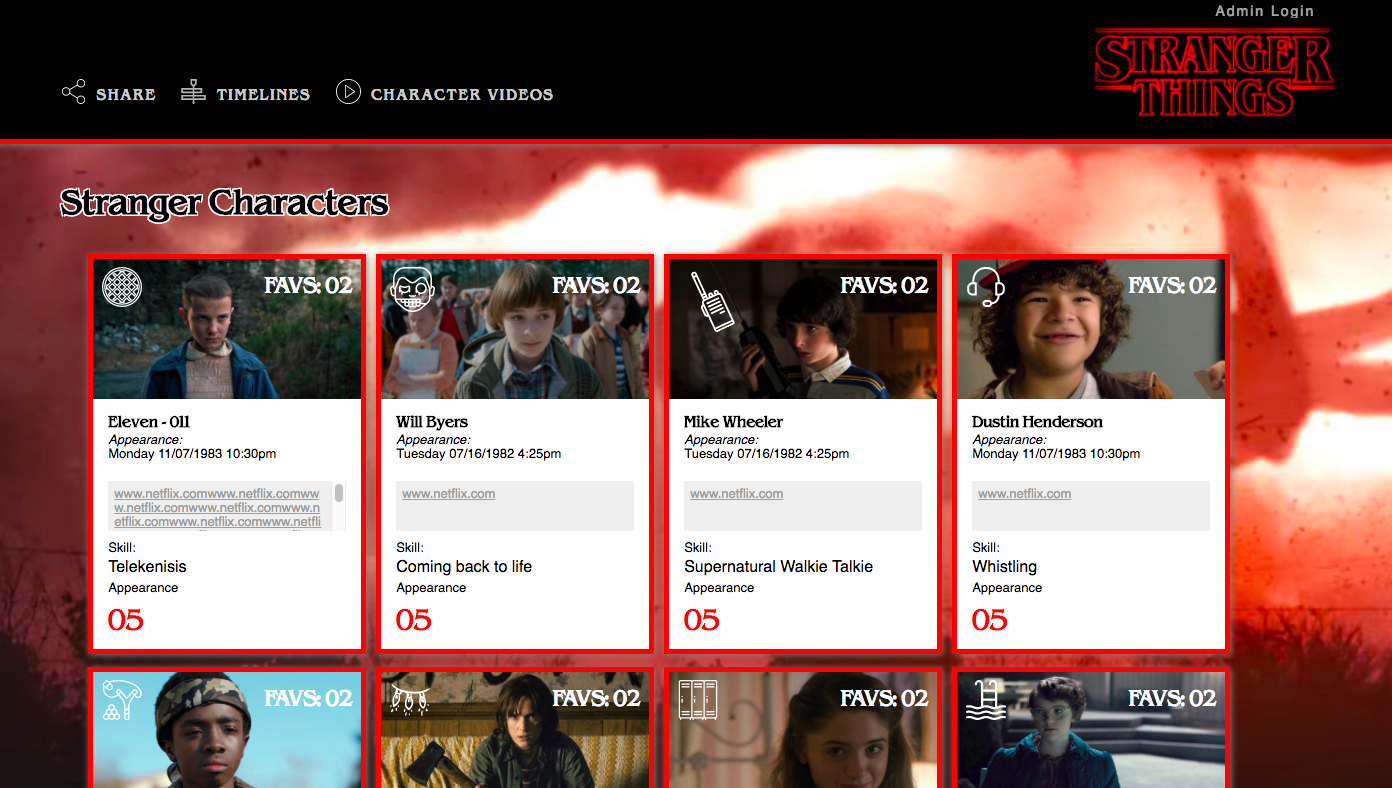 Admin Login
STRANGER
THINGS
SHARE
TIMELINES
CHARACTER VIDEOS
Stranger Characters
FAVS: 02
Eleven - 011
Appearance:
Monday 11/07/1983 10:30pm
www.netflix.comwww.netflix.comww
w.netflix.comwww.netflix.comwww.n
etflix.comwww.netflix.comwww.netfli
Skill:
Telekenisis
Appearance
05
FAVS: 02
Will Byers
Appearance:
Tuesday 07/16/1982 4:25pm
www.netflix.com
Skill:
Coming back to life
Appearance
05
FAVS: 02
Mike Wheeler
Appearance:
Tuesday 07/16/1982 4:25pm
www.netflix.com
Skill:
Supernatural Walkie Talkie
Appearance
05
FAVS: 02
Dustin Henderson
Appearance:
Monday 11/07/1983 10:30pm
www.netflix.com
Skill:
Whistling
Appearance
05
FAVS: 02
FAVS: 02
FAVS: 02
FAVS: 02